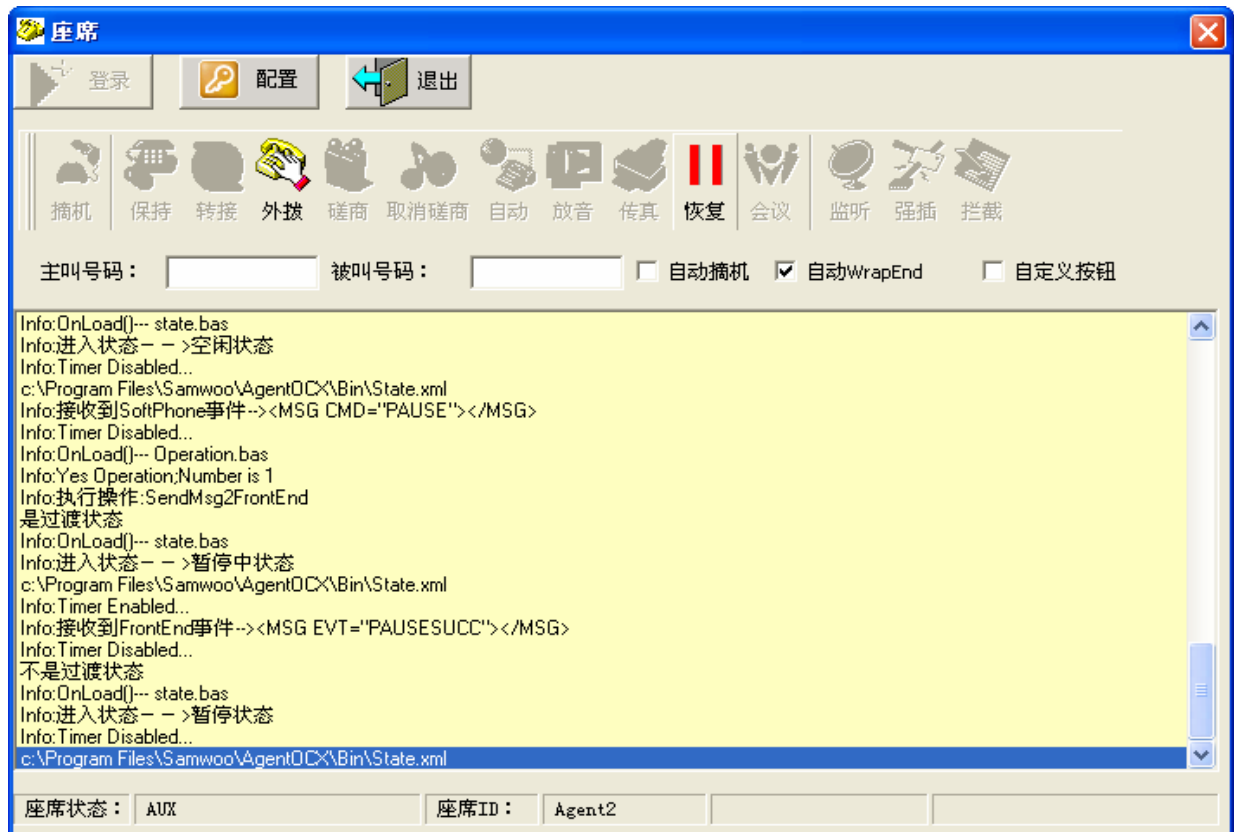 座席
登录 配置 退出
摘机 保持 转接 外拨 磋商 取消磋商 自动 放音 传真 恢复 会议 监听 强插 拦截
主叫号码： 被叫号码： 自动摘机 自动WrapEnd 自定义按钮
Info:OnLoad()--- state.bas
Info:进入状态－－>空闲状态
Info:Timer Disabled...
c:\Program Files\Samwoo\AgentOCX\Bin\State.xml
Info:接收到SoftPhone事件--><MSG CMD="PAUSE"></MSG>
Info:Timer Disabled...
Info:OnLoad()--- Operation.bas
Info:Yes Operation;Number is 1
Info:执行操作:SendMsg2FrontEnd
是过渡状态
Info:OnLoad()--- state.bas
Info:进入状态－－>暂停中状态
c:\Program Files\Samwoo\AgentOCX\Bin\State.xml
Info:Timer Enabled...
Info:接收到FrontEnd事件--><MSG EVT="PAUSESUCC"></MSG>
Info:Timer Disabled...
不是过渡状态
Info:OnLoad()--- state.bas
Info:进入状态－－>暂停状态
Info:Timer Disabled...
c:\Program Files\Samwoo\AgentOCX\Bin\State.xml
座席状态： AUX 座席ID： Agent2